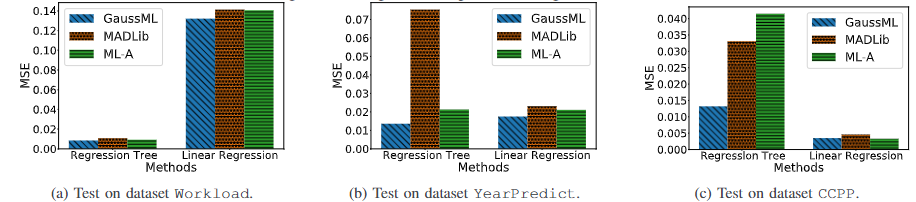 0.14
0.12
0.10
0.08
0.06
0.04
0.02
0.00
MSE
GaussML
MADLib
ML-A
Regression Tree Linear Regression
Methods
(a) Test on dataset Workload.
0.07
0.06
0.05
0.04
0.03
0.02
0.01
0.00
MSE
GaussML
MADLib
ML-A
Regression Tree Linear Regression
Methods
(b) Test on dataset YearPredict.
0.040
0.035
0.030
0.025
0.020
0.015
0.010
0.005
0.000
MSE
GaussML
MADLib
ML-A
Regression Tree Linear Regression
Methods
(c) Test on dataset CCPP.